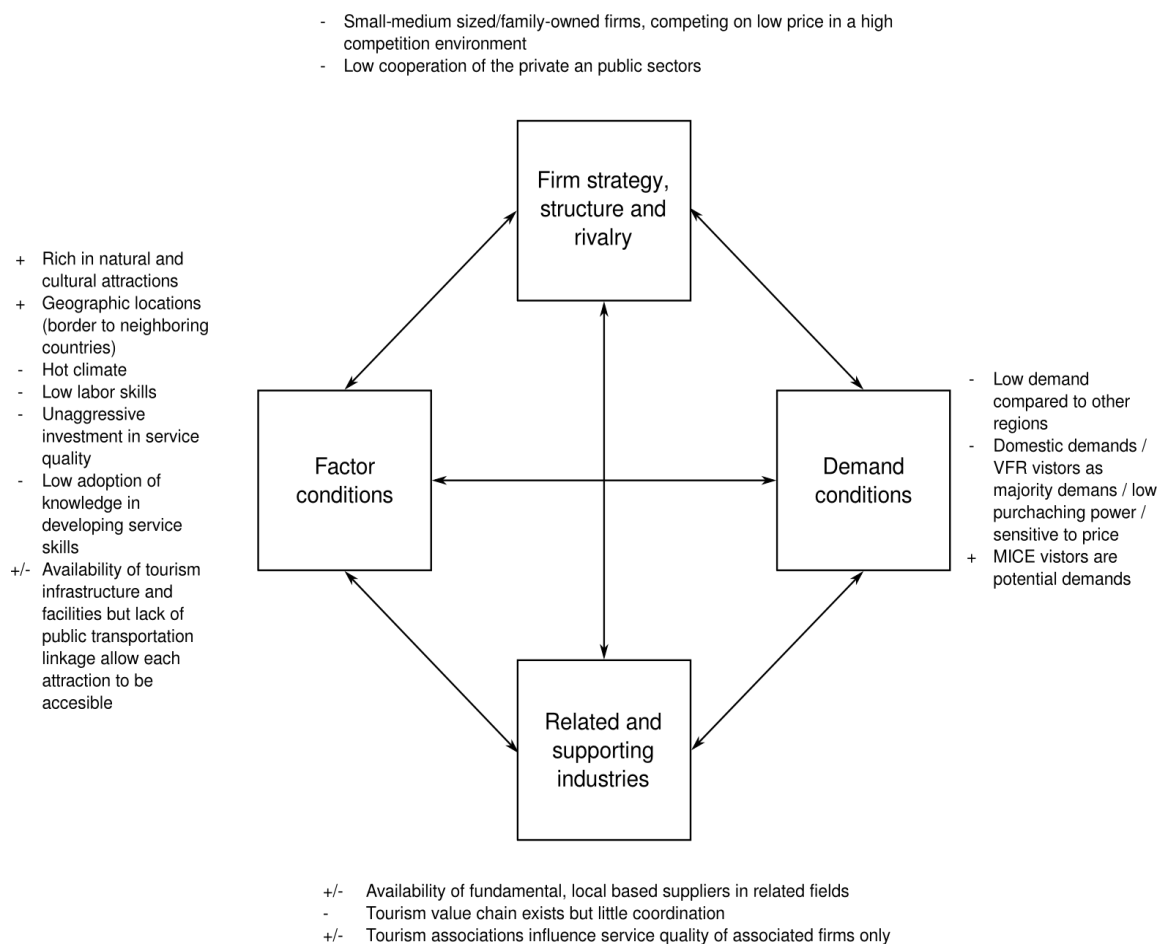 - Small-medium sized/family-owned firms, competing on low price in a high
competition environment
- Low cooperation of the private an public sectors
Firm strategy,
structure and
rivalry
+ Rich in natural and
cultural attractions
+ Geographic locations
(border to neighboring
countries)
- Hot climate
- Low labor skills
- Unaggressive
investment in service
quality
- Low adoption of
knowledge in
developing service
skills
+/- Availability of tourism
infrastructure and
facilities but lack of
public transportation
linkage allow each
attraction to be
accesible
Factor
conditions
Demand
conditions
- Low demand
compared to other
regions
- Domestic demands /
VFR vistors as
majority demans / low
purchaching power /
sensitive to price
+ MICE vistors are
potential demands
Related and
supporting
industries
+/- Availability of fundamental, local based suppliers in related fields
- Tourism value chain exists but little coordination
+/- Tourism associations influence service quality of associated firms only